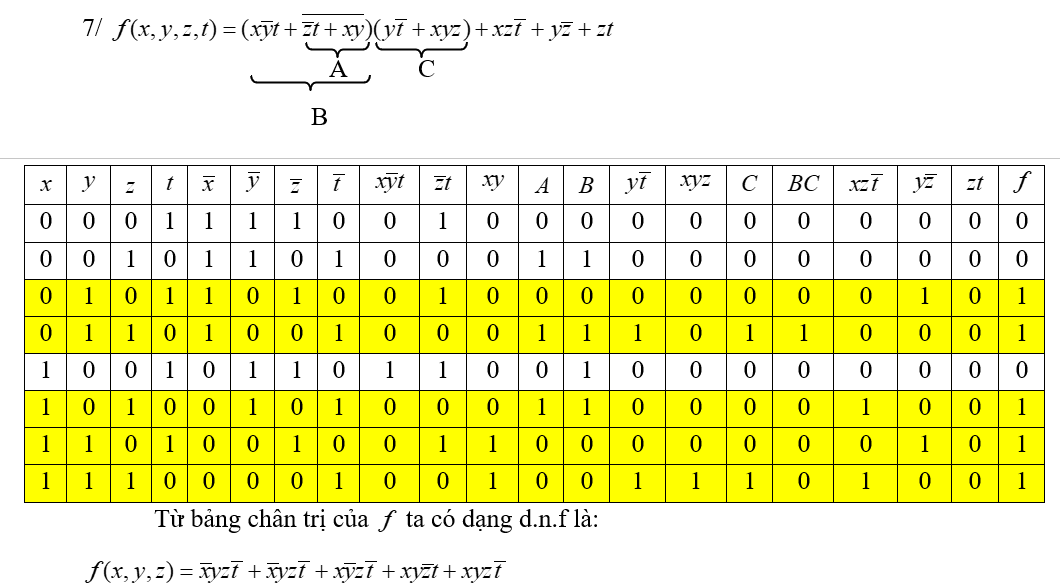 7/ f(x, y, z, t) = (xy̅t + \overline{z̅t + xy})(yt̅ + xyz) + xzt̅ + yz̅ + zt
A C
B
x y z t x̅ y̅ z̅ t̅ xy̅t z̅t xy A B yt̅ xyz C BC xzt̅ yz̅ zt f
0 0 0 1 1 1 1 0 0 1 0 0 0 0 0 0 0 0 0 0 0
0 0 1 0 1 1 0 1 0 0 0 1 1 0 0 0 0 0 0 0 0
0 1 0 1 1 0 1 0 0 1 0 0 0 0 0 0 0 0 1 0 1
0 1 1 0 1 0 0 1 0 0 0 1 1 1 0 1 1 0 0 0 1
1 0 0 1 0 1 1 0 1 1 0 0 1 0 0 0 0 0 0 0 0
1 0 1 0 0 1 0 1 0 0 0 1 1 0 0 0 0 1 0 0 1
1 1 0 1 0 0 1 0 0 1 1 0 0 0 0 0 0 0 1 0 1
1 1 1 0 0 0 0 1 0 0 1 0 0 1 1 1 0 1 0 0 1
Từ bảng chân trị của f ta có dạng d.n.f là:
f(x, y, z) = x̅yzt̅ + x̅yzt̅ + xy̅zt̅ + xyz̅t + xyzt̅